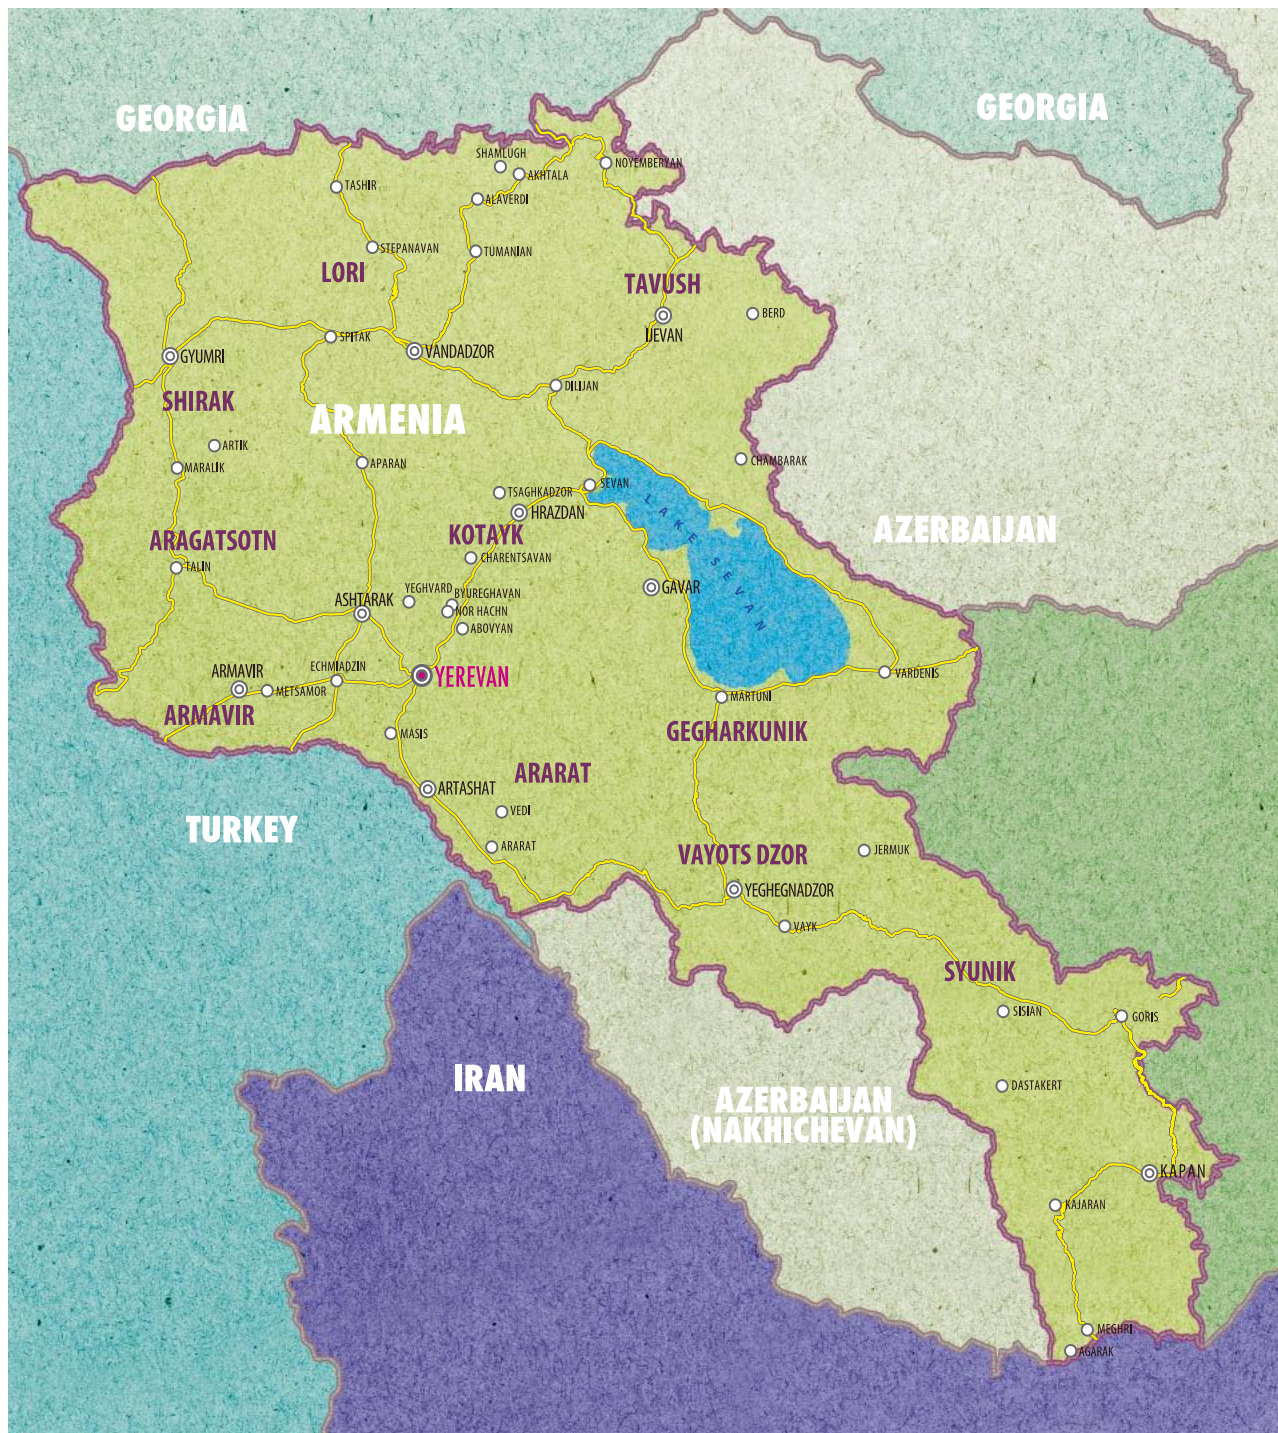 GEORGIA
GEORGIA
SHAMLUGH
NOYEMBERYAN
AKHTALA
TASHIR
ALAVERDI
STEPANAVAN
TUMANIAN
LORI
TAVUSH
BERD
IJEVAN
SPITAK
GYUMRI
VANDADZOR
DILIJAN
SHIRAK
ARMENIA
ARTIK
MARALIK
APARAN
CHAMBARAK
SEVAN
TSAGHKADZOR
HRAZDAN
LAKE SEVAN
AZERBAIJAN
KOTAYK
ARAGATSOTN
CHARENTSAVAN
TALIN
YEGHVARD
BYUREGHAVAN
GAVAR
ASHTARAK
NOR HACHN
ABOVYAN
ECHMIADZIN
ARMAVIR
YEREVAN
VARDENIS
METSAMOR
MARTUNI
ARMAVIR
MASIS
GEGHARKUNIK
ARARAT
ARTASHAT
VEDI
TURKEY
ARARAT
VAYOTS DZOR
JERMUK
YEGHEGNADZOR
VAYK
SYUNIK
SISIAN
GORIS
IRAN
DASTAKERT
AZERBAIJAN
(NAKHICHEVAN)
KAPAN
KAJARAN
MEGHRI
AGARAK